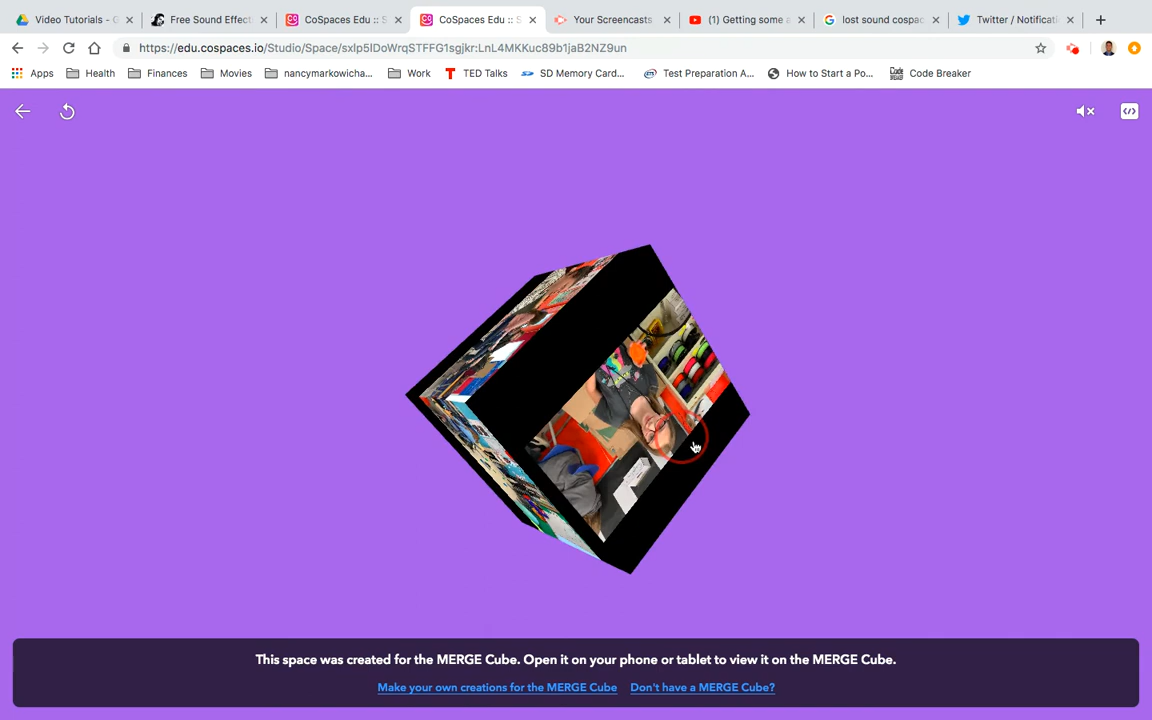 Video Tutorials - G
Free Sound Effect
CoSpaces Edu :: S
CoSpaces Edu :: S
Your Screencasts
(1) Getting some a
lost sound cospac
Twitter / Notificati
https://edu.cospaces.io/Studio/Space/sxlp5IDoWrqSTFFG1sgjkr:LnL4MKKuc89b1jaB2NZ9un
Apps
Health
Finances
Movies
nancymarkowicha...
Work
TED Talks
SD Memory Card...
Test Preparation A...
How to Start a Po...
Code Breaker
This space was created for the MERGE Cube. Open it on your phone or tablet to view it on the MERGE Cube.
Make your own creations for the MERGE Cube
Don't have a MERGE Cube?